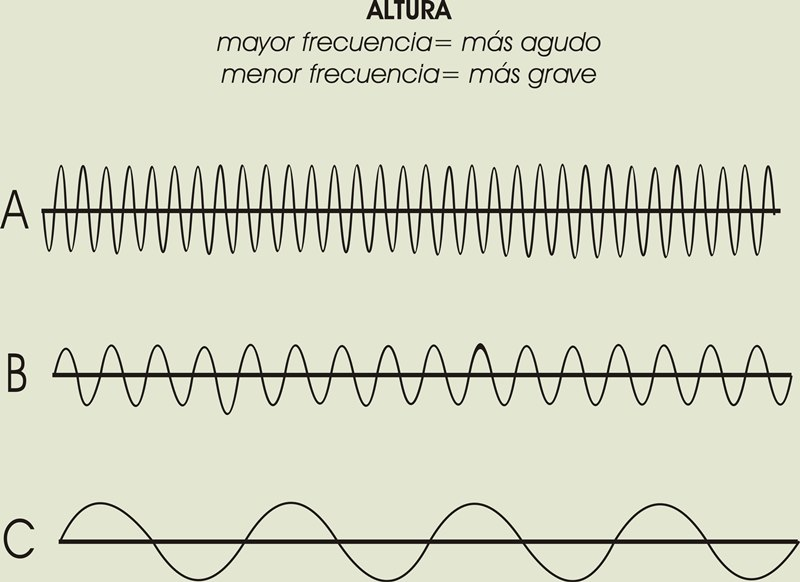 ALTURA
mayor frecuencia= más agudo
menor frecuencia= más grave
A
B
C